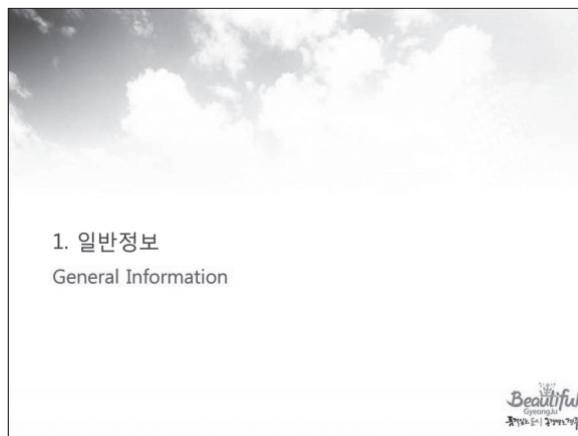 1. 일반정보
General Information
Beautiful
GyeongJu